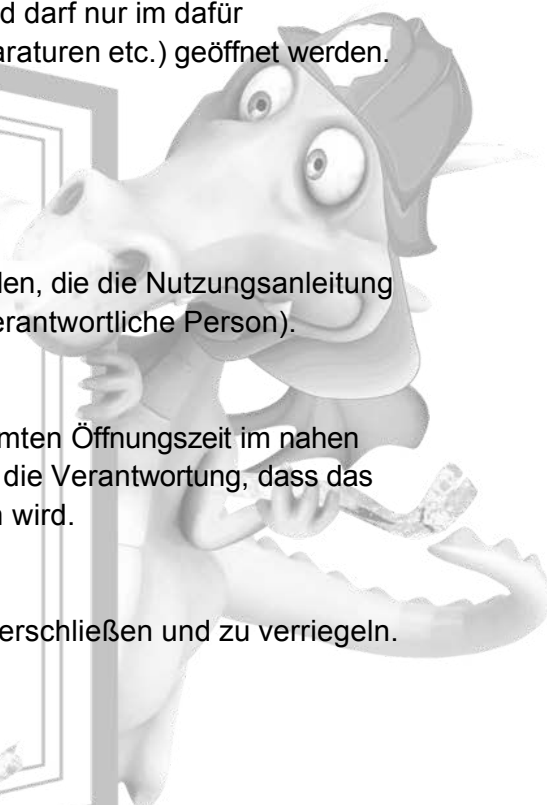 d darf nur im dafür
araturen etc.) geöffnet werden.
den, die die Nutzungsanleitung
erantwortliche Person).
mten Öffnungszeit im nahen
die Verantwortung, dass das
n wird.
erschließen und zu verriegeln.